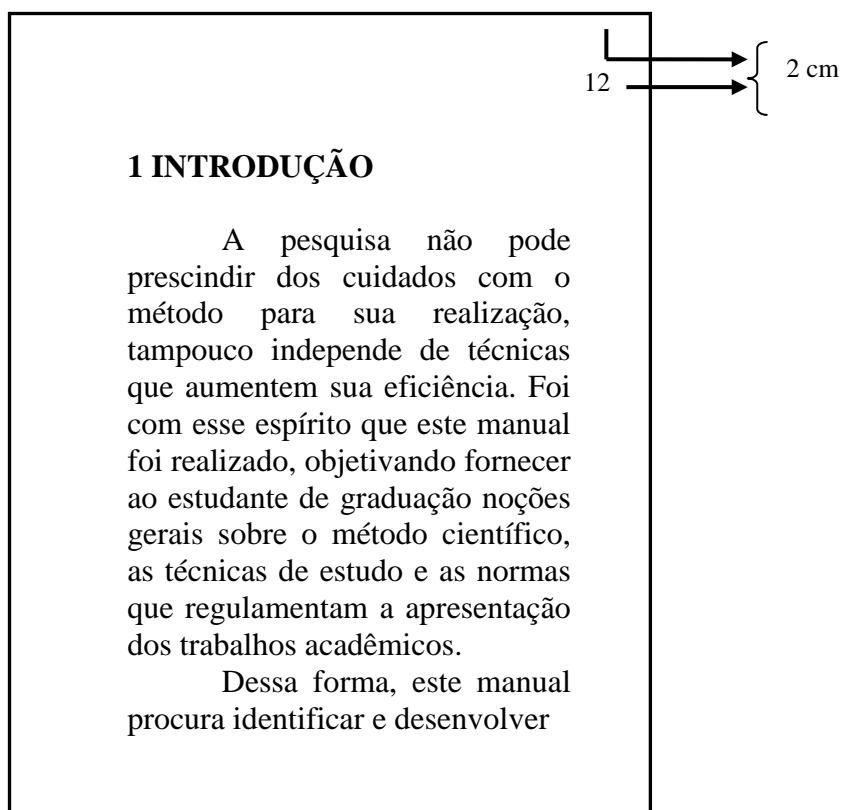 2 cm
12
1 INTRODUÇÃO
A pesquisa não pode
prescindir dos cuidados com o
método para sua realização,
tampouco independe de técnicas
que aumentem sua eficiência. Foi
com esse espírito que este manual
foi realizado, objetivando fornecer
ao estudante de graduação noções
gerais sobre o método científico,
as técnicas de estudo e as normas
que regulamentam a apresentação
dos trabalhos acadêmicos.
Dessa forma, este manual
procura identificar e desenvolver